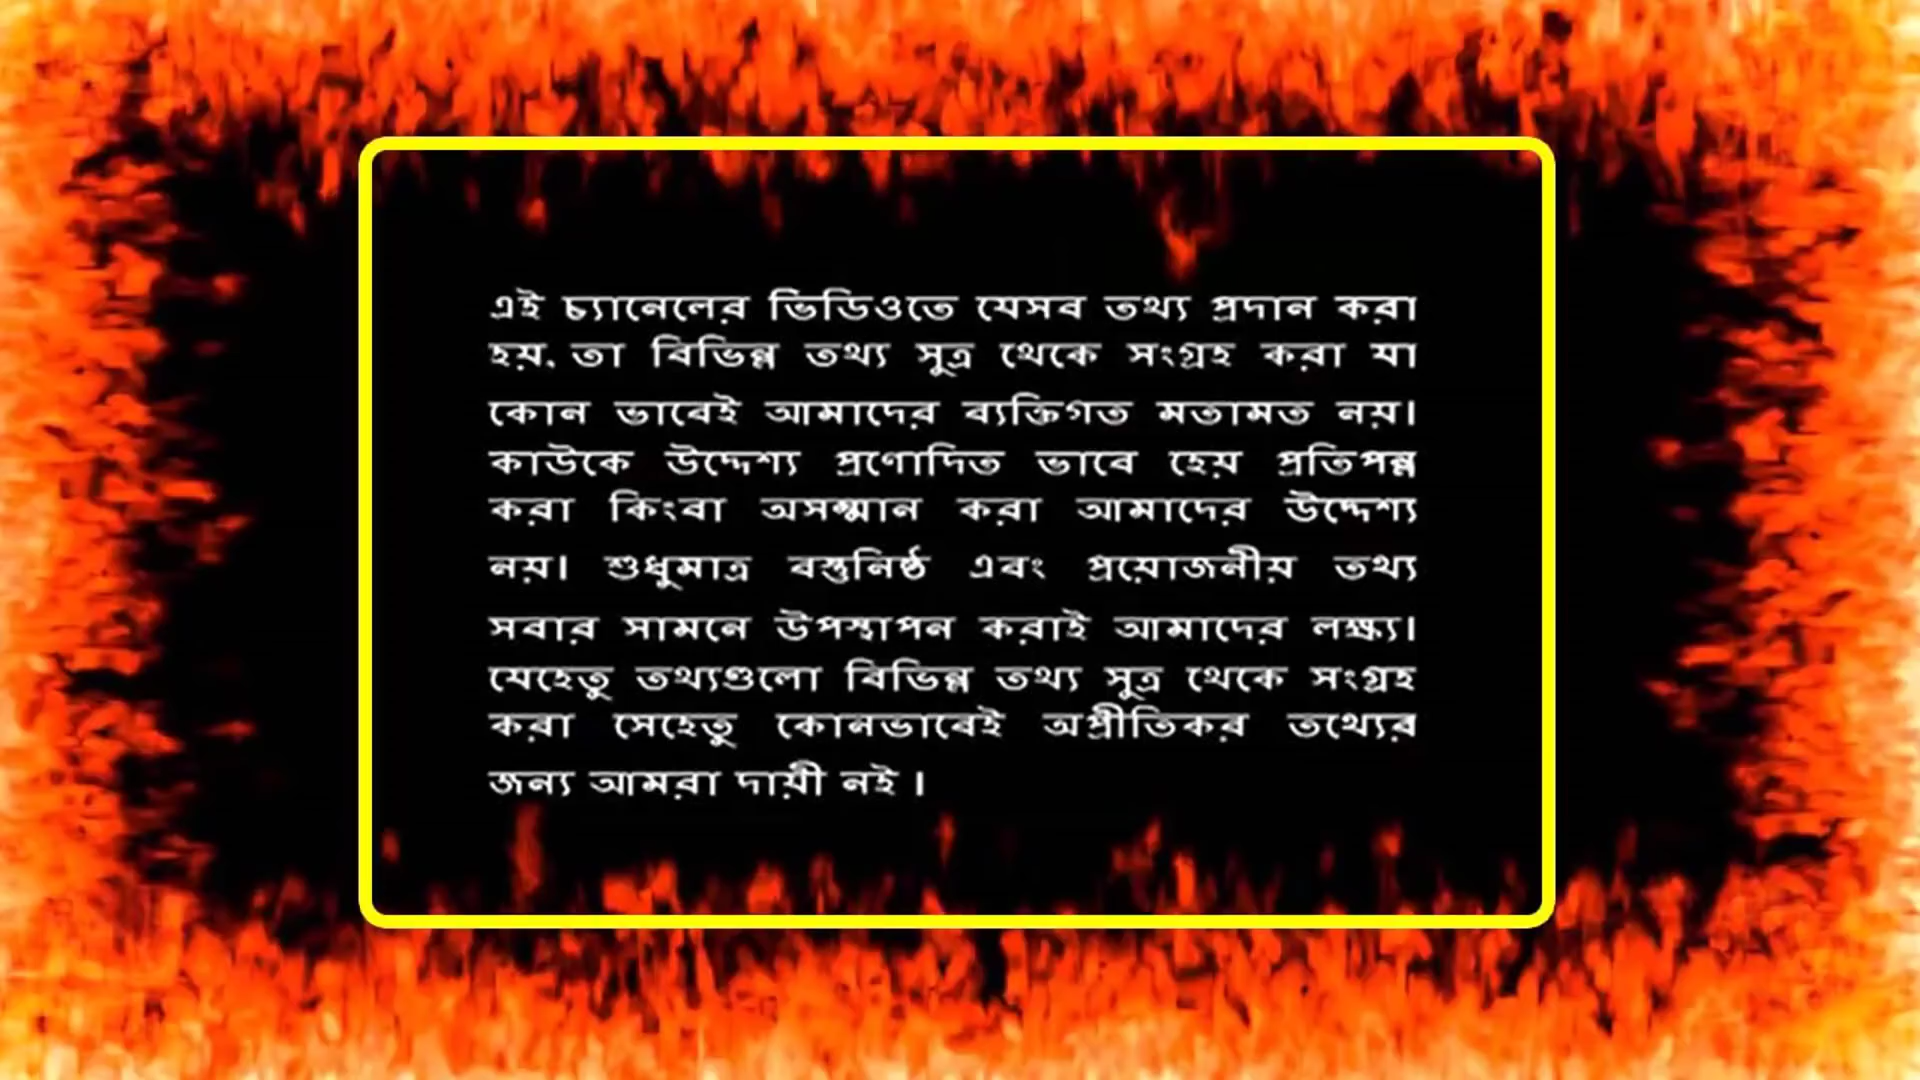 এই চ্যানেলের ভিডিওতে যেসব তথ্য প্রদান করা
হয়, তা বিভিন্ন তথ্য সুত্র থেকে সংগ্রহ করা যা
কোন ভাবেই আমাদের ব্যক্তিগত মতামত নয়।
কাউকে উদ্দেশ্য প্রণোদিত ভাবে হেয় প্রতিপন্ন
করা কিংবা অসম্মান করা আমাদের উদ্দেশ্য
নয়। শুধুমাত্র বস্তুনিষ্ঠ এবং প্রয়োজনীয় তথ্য
সবার সামনে উপস্থাপন করাই আমাদের লক্ষ্য।
যেহেতু তথ্যগুলো বিভিন্ন তথ্য সুত্র থেকে সংগ্রহ
করা সেহেতু কোনভাবেই অপ্রীতিকর তথ্যের
জন্য আমরা দায়ী নই ।